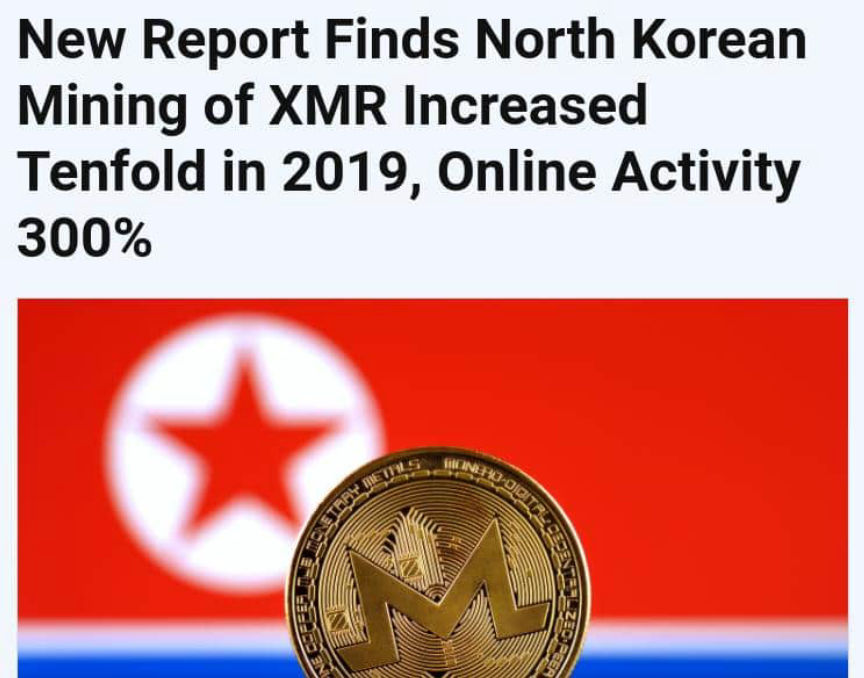 New Report Finds North Korean
Mining of XMR Increased
Tenfold in 2019, Online Activity
300%
MONETARY METALS
MONERO-DIGITAL